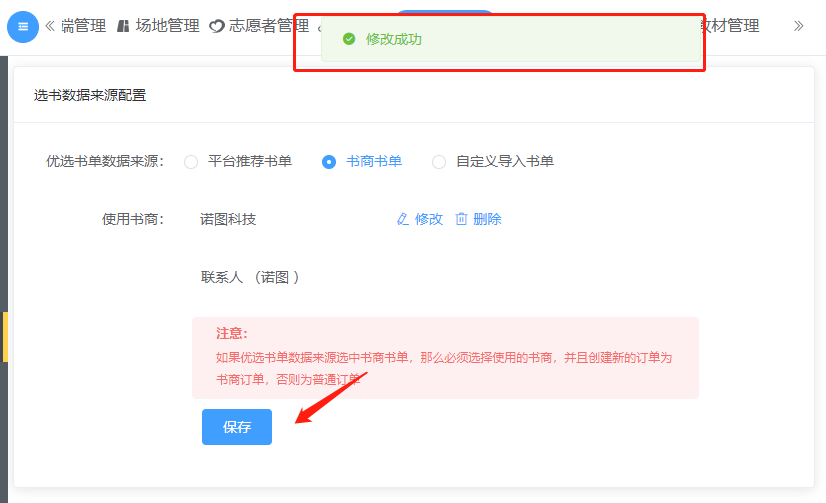 端管理 场地管理 志愿者管理 教材管理
修改成功
选书数据来源配置
优选书单数据来源: 平台推荐书单 书商书单 自定义导入书单
使用书商: 诺图科技 修改 删除
联系人 （诺图 ）
注意:
如果优选书单数据来源选中书商书单，那么必须选择使用的书商，并且创建新的订单为
书商订单，否则为普通订单
保存